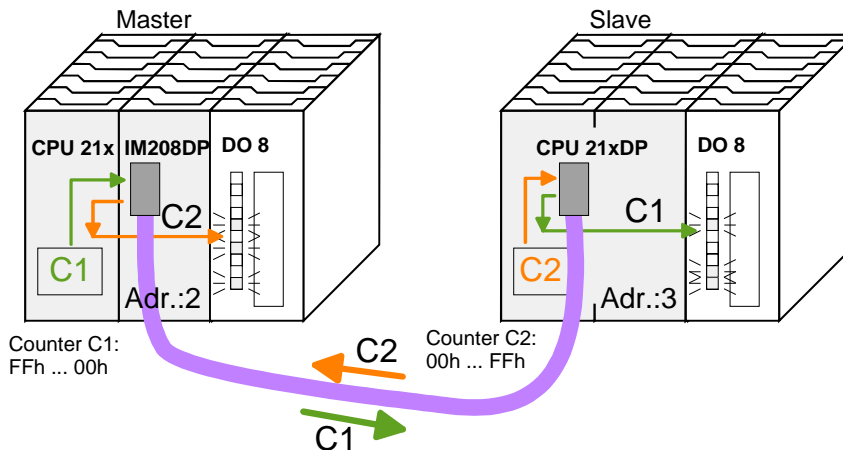 Master
Slave
CPU 21x IM208DP DO 8
CPU 21xDP DO 8
C2
C1
C1
C2
Adr.:2
Adr.:3
Counter C1:
FFh ... 00h
Counter C2:
00h ... FFh
C2
C1